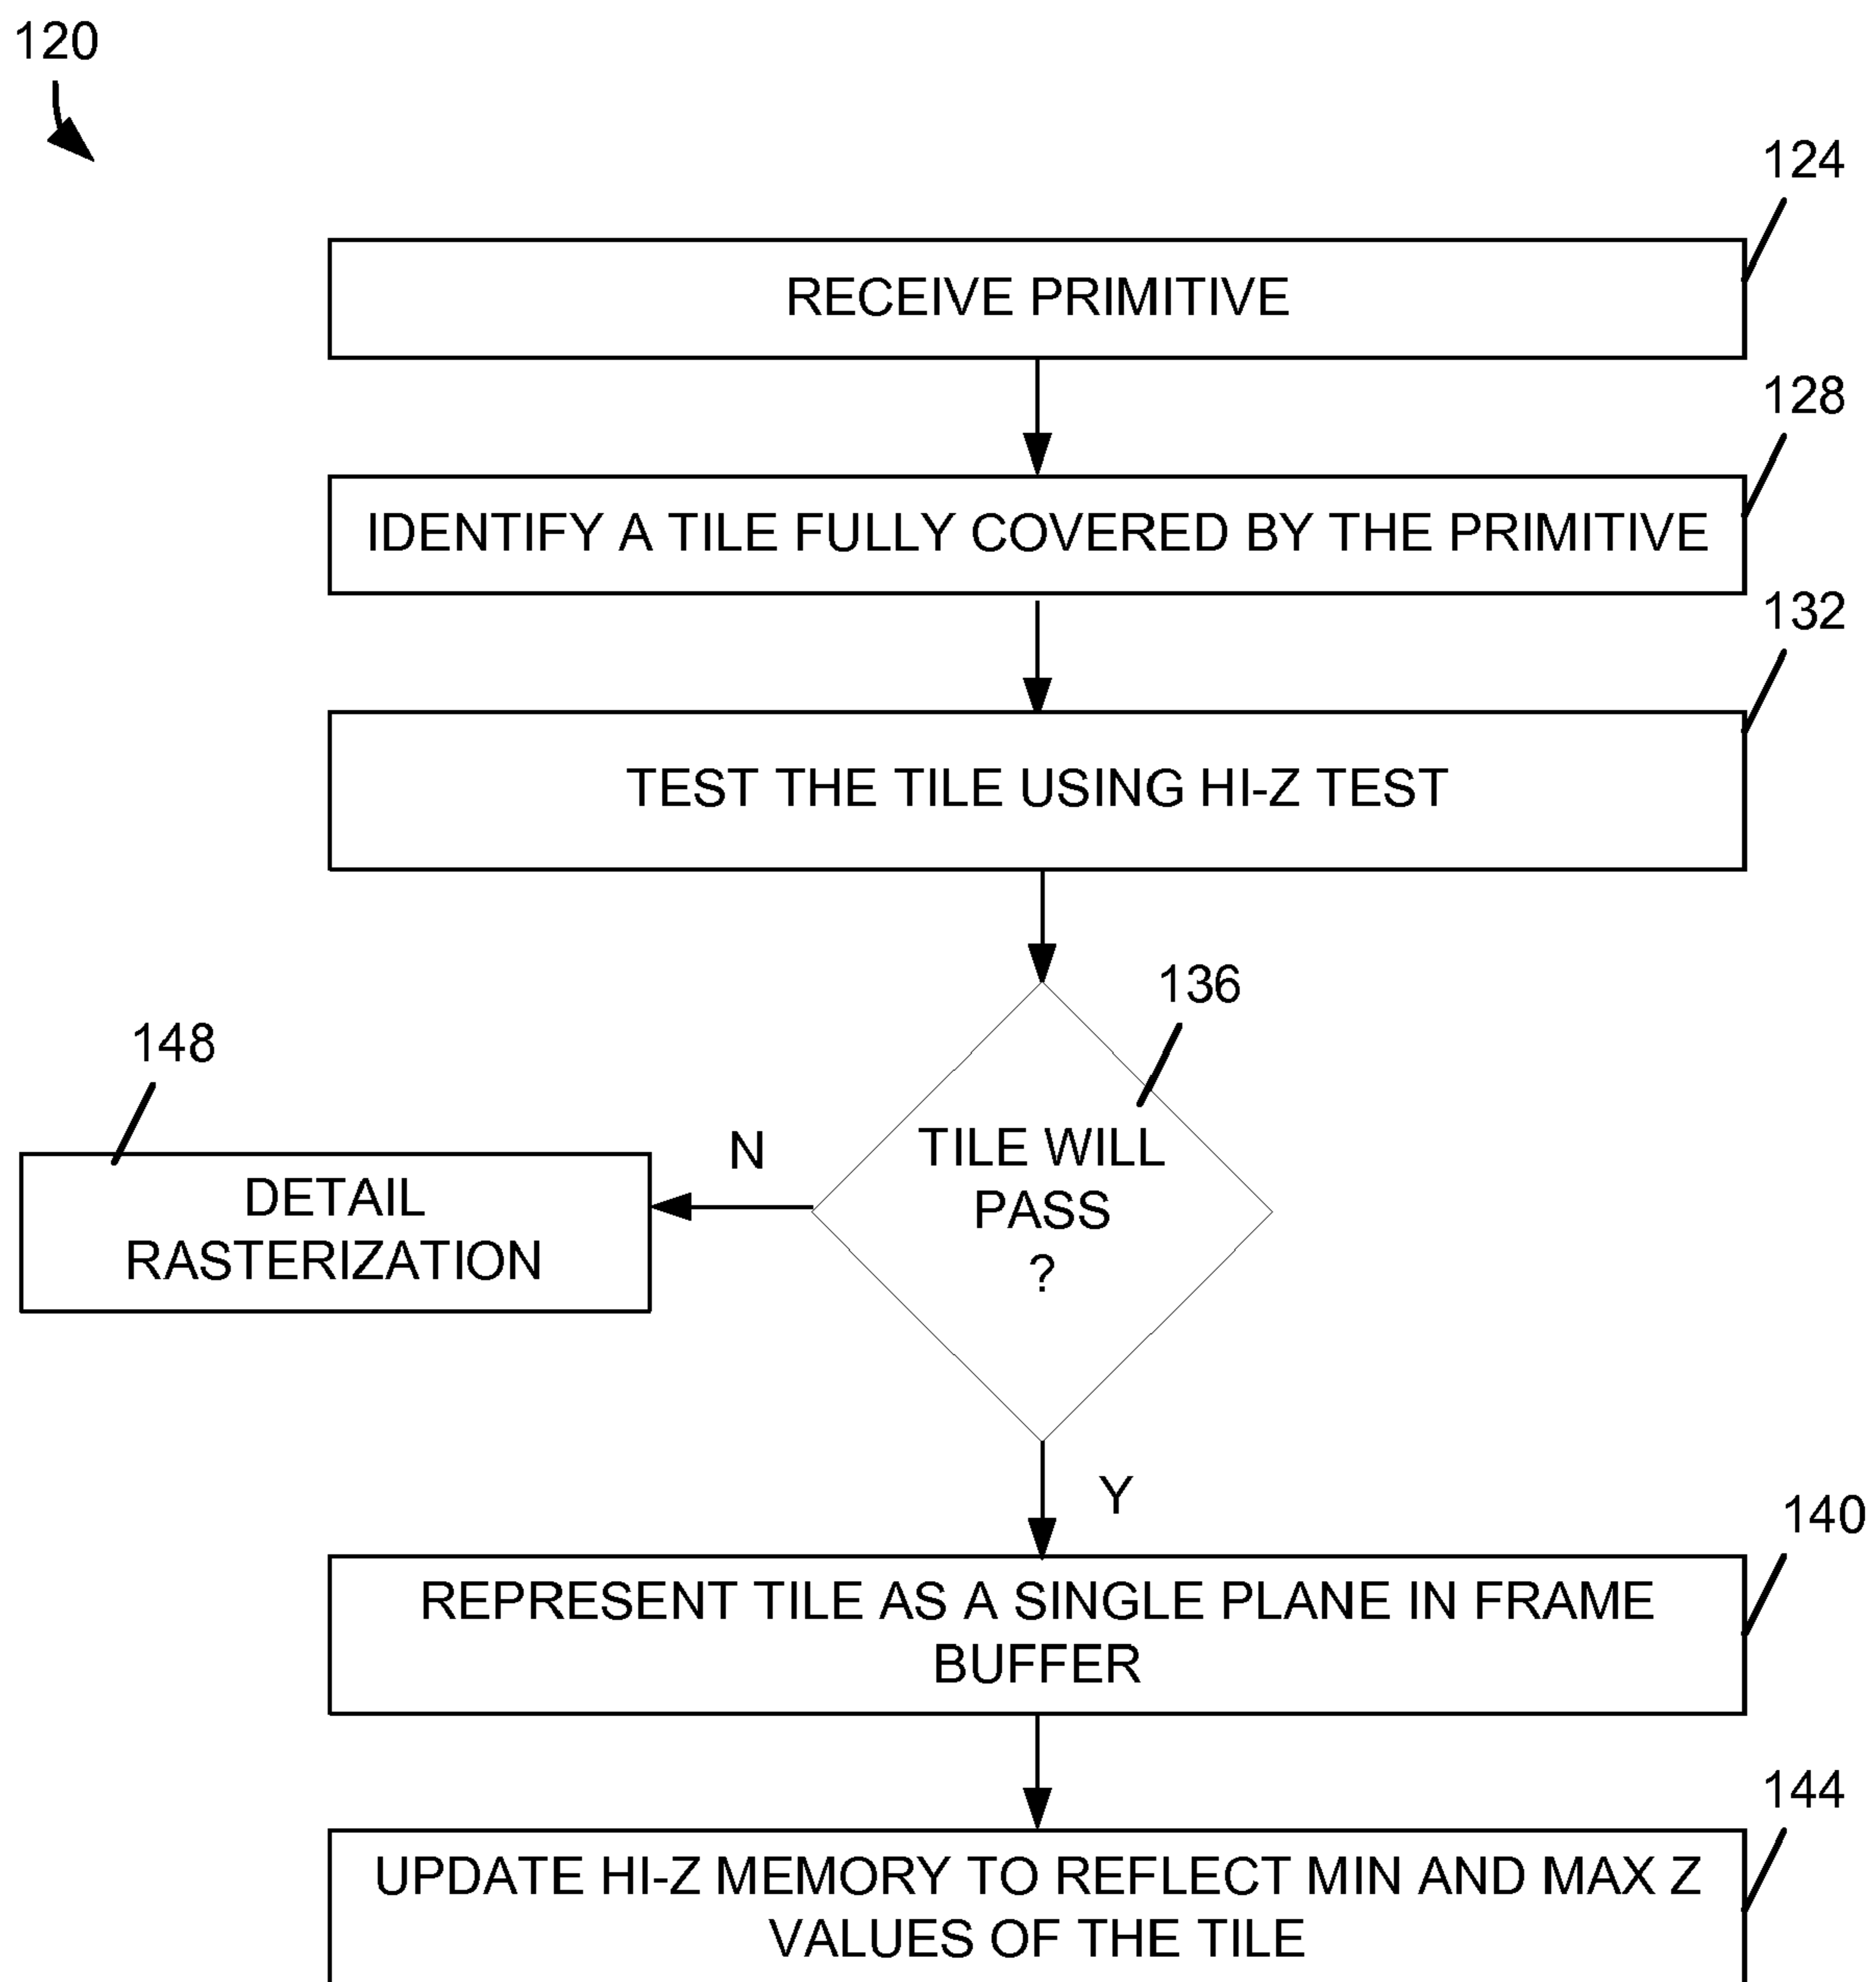 120
124
RECEIVE PRIMITIVE
128
IDENTIFY A TILE FULLY COVERED BY THE PRIMITIVE
132
TEST THE TILE USING HI-Z TEST
136
148
TILE WILL
PASS
?
N
DETAIL
RASTERIZATION
Y
140
REPRESENT TILE AS A SINGLE PLANE IN FRAME
BUFFER
144
UPDATE HI-Z MEMORY TO REFLECT MIN AND MAX Z
VALUES OF THE TILE